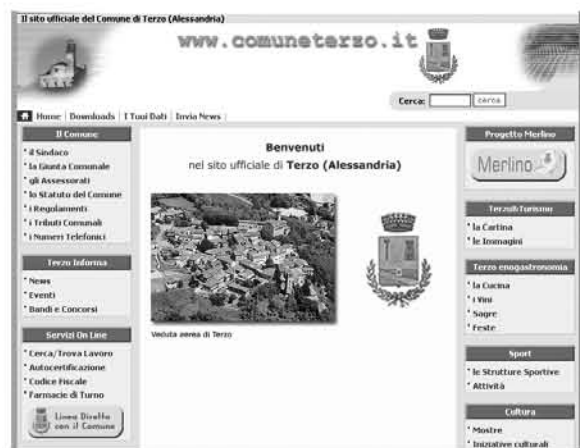 Il sito ufficiale del Comune di Terzo (Alessandria)
www.comuneterzo.it
Cerca:
cerca
Home | Downloads | I Tuoi Dati | Invia News |
Il Comune
il Sindaco
la Giunta Comunale
gli Assessorati
lo Statuto del Comune
i Regolamenti
i Tributi Comunali
i Numeri Telefonici
Terzo Informa
News
Eventi
Bandi e Concorsi
Servizi On Line
Cerca/Trova Lavoro
Autocertificazione
Codice Fiscale
Farmacie di Turno
Linea Diretta
con il Comune
Benvenuti
nel sito ufficiale di Terzo (Alessandria)
Veduta aerea di Terzo
Progetto Merlino
Merlino
Terzo&Turismo
la Cartina
le Immagini
Terzo enogastronomia
la Cucina
i Vini
Sagre
Feste
Sport
le Strutture Sportive
Attività
Cultura
Mostre
Iniziative culturali